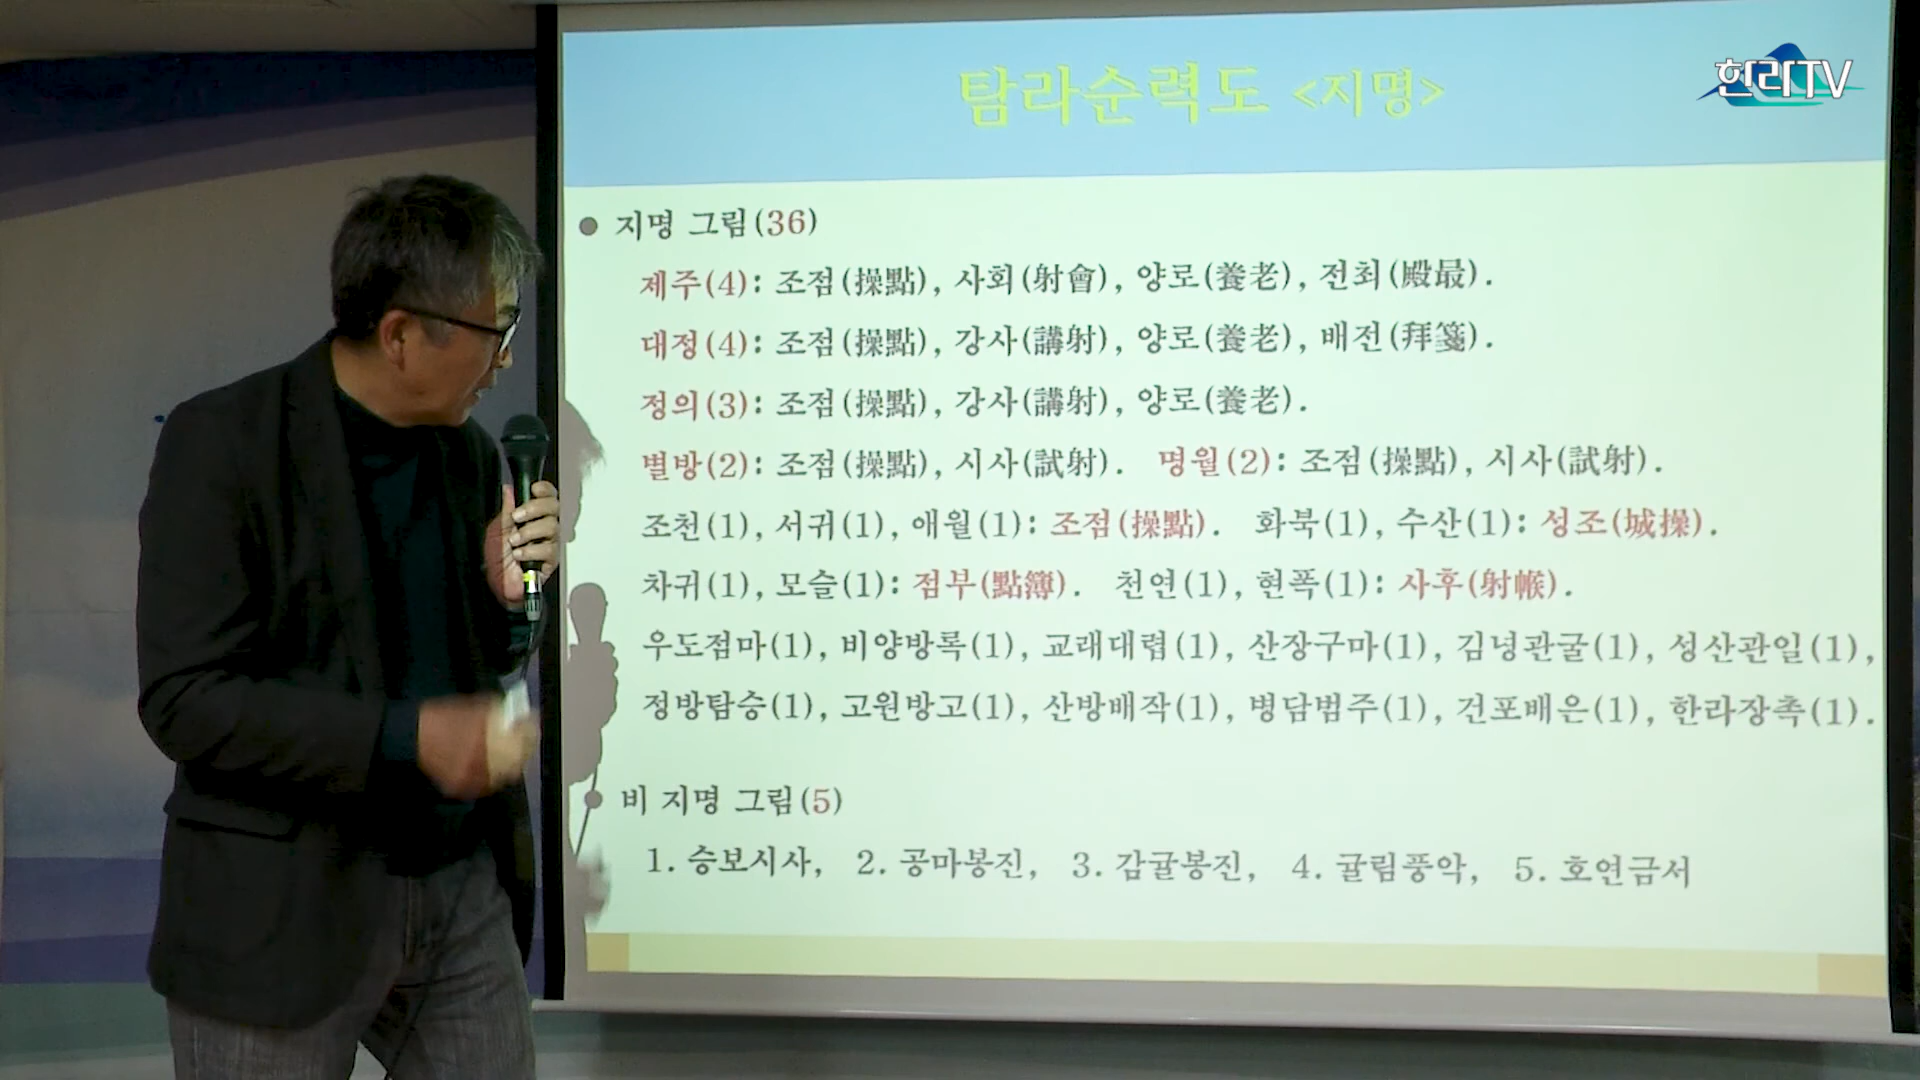 한라TV
탐라순력도 <지명>
● 지명 그림(36)
제주(4): 조점(操點), 사회(射會), 양로(養老), 전최(殿最).
대정(4): 조점(操點), 강사(講射), 양로(養老), 배전(拜箋).
정의(3): 조점(操點), 강사(講射), 양로(養老).
별방(2): 조점(操點), 시사(試射). 명월(2): 조점(操點), 시사(試射).
조천(1), 서귀(1), 애월(1): 조점(操點). 화북(1), 수산(1): 성조(城操).
차귀(1), 모슬(1): 점부(點簿). 천연(1), 현폭(1): 사후(射帿).
우도점마(1), 비양방록(1), 교래대렵(1), 산장구마(1), 김녕관굴(1), 성산관일(1),
정방탐승(1), 고원방고(1), 산방배작(1), 병담범주(1), 건포배은(1), 한라장촉(1).
● 비 지명 그림(5)
1. 승보시사, 2. 공마봉진, 3. 감귤봉진, 4. 귤림풍악, 5. 호연금서